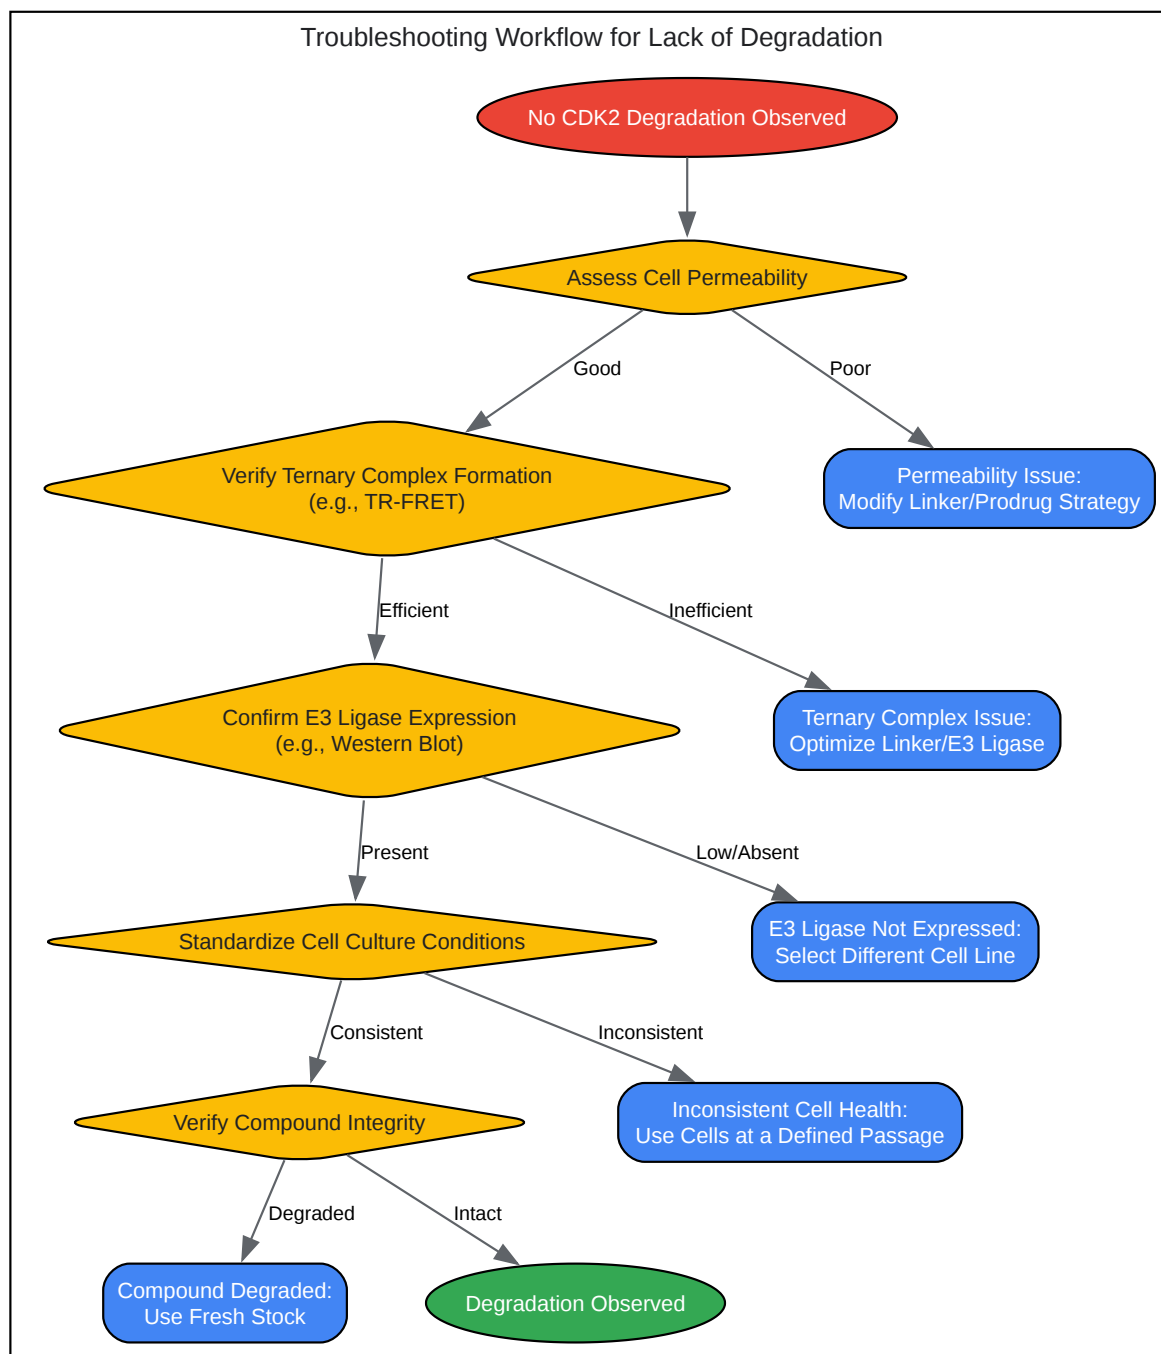 Troubleshooting Workflow for Lack of Degradation
No CDK2 Degradation Observed
Assess Cell Permeability
Good
Poor
Verify Ternary Complex Formation
(e.g., TR-FRET)
Permeability Issue:
Modify Linker/Prodrug Strategy
Efficient
Inefficient
Confirm E3 Ligase Expression
(e.g., Western Blot)
Ternary Complex Issue:
Optimize Linker/E3 Ligase
Present
Low/Absent
Standardize Cell Culture Conditions
E3 Ligase Not Expressed:
Select Different Cell Line
Consistent
Inconsistent
Verify Compound Integrity
Inconsistent Cell Health:
Use Cells at a Defined Passage
Degraded
Intact
Compound Degraded:
Use Fresh Stock
Degradation Observed